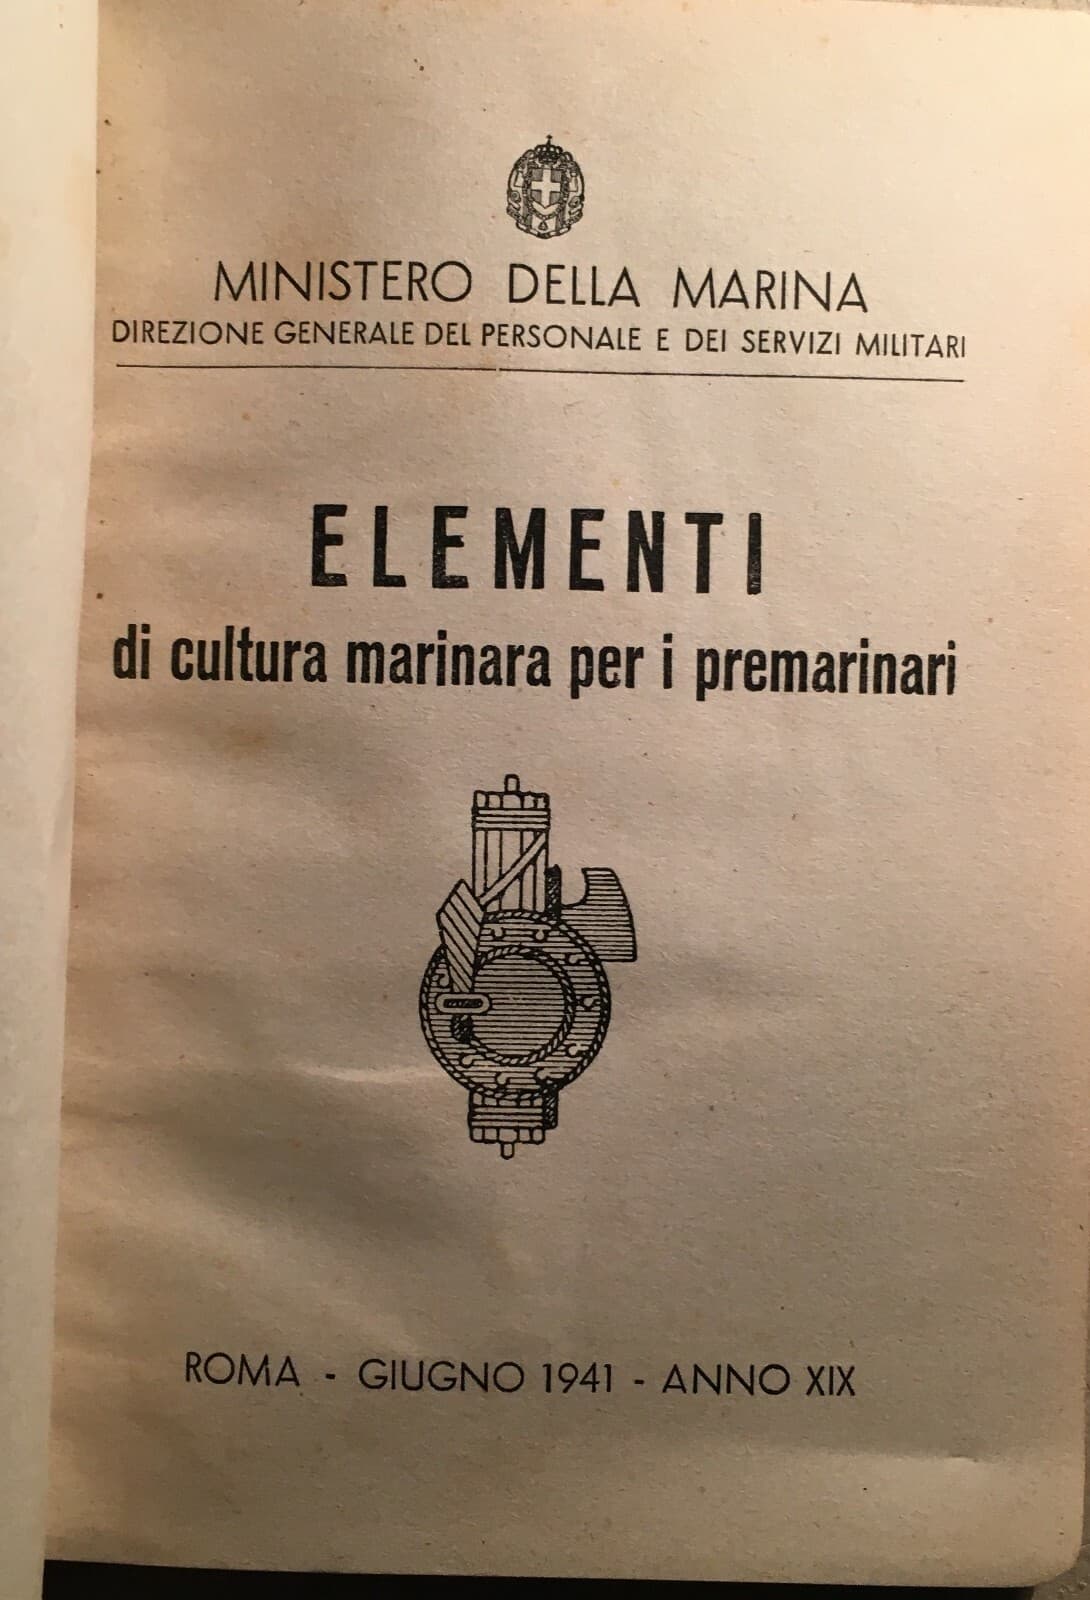 MINISTERO DELLA MARINA
DIREZIONE GENERALE DEL PERSONALE E DEI SERVIZI MILITARI
ELEMENTI
di cultura marinara per i premarinari
ROMA - GIUGNO 1941 - ANNO XIX